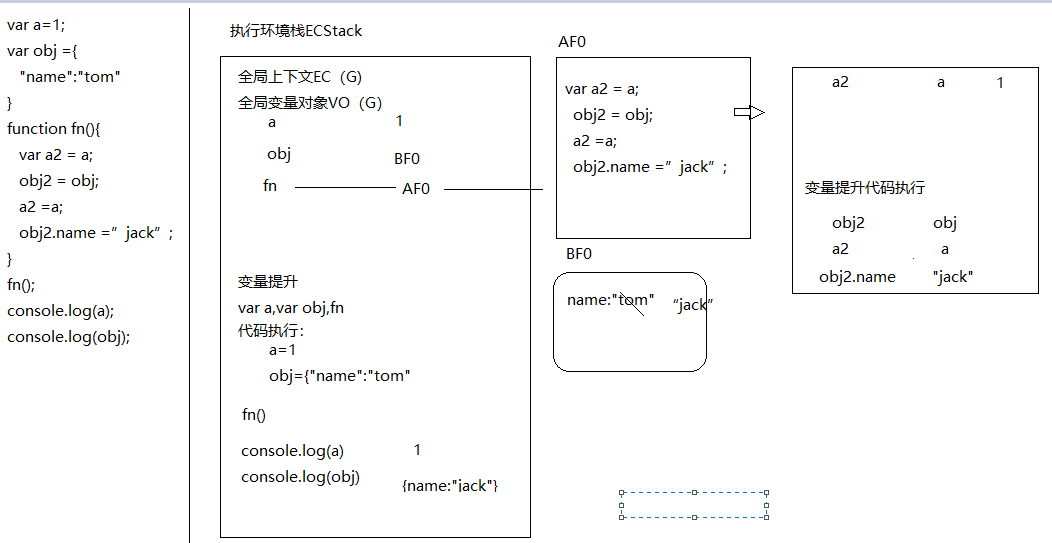 var a=1;
var obj ={
"name":"tom"
}
function fn(){
var a2 = a;
obj2 = obj;
a2 =a;
obj2.name =”jack”;
}
fn();
console.log(a);
console.log(obj);
执行环境栈ECStack
全局上下文EC（G)
全局变量对象VO（G）
a 1
obj BF0
fn AF0
变量提升
var a,var obj,fn
代码执行：
a=1
obj={"name":"tom"
fn()
console.log(a) 1
console.log(obj) {name:"jack"}
AF0
var a2 = a;
obj2 = obj;
a2 =a;
obj2.name =”jack”;
BF0
name:"tom" “jack”
a2 a 1
变量提升代码执行
obj2 obj
a2 a
obj2.name "jack"